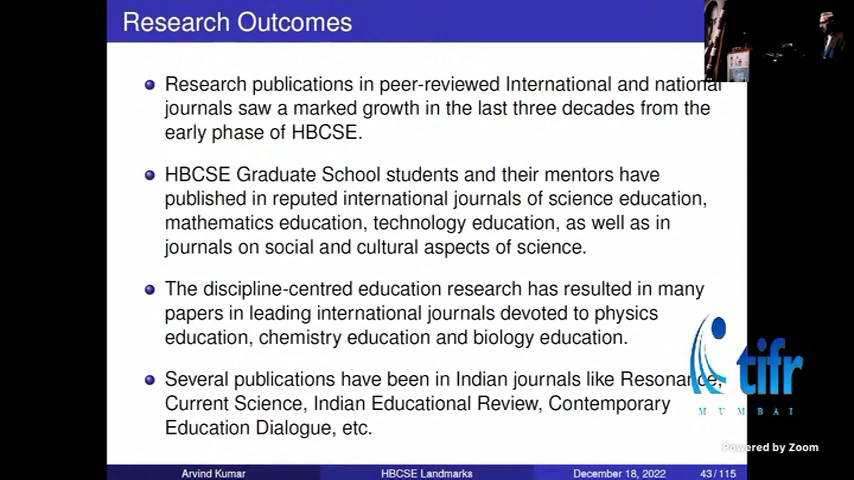 Research Outcomes
Research publications in peer-reviewed International and national
journals saw a marked growth in the last three decades from the
early phase of HBCSE.
HBCSE Graduate School students and their mentors have
published in reputed international journals of science education,
mathematics education, technology education, as well as in
journals on social and cultural aspects of science.
The discipline-centred education research has resulted in many
papers in leading international journals devoted to physics
education, chemistry education and biology education.
Several publications have been in Indian journals like Resonance,
Current Science, Indian Educational Review, Contemporary
Education Dialogue, etc.
tifr
MUMBAI
Powered by Zoom
Arvind Kumar HBCSE Landmarks December 18, 2022 43 / 115